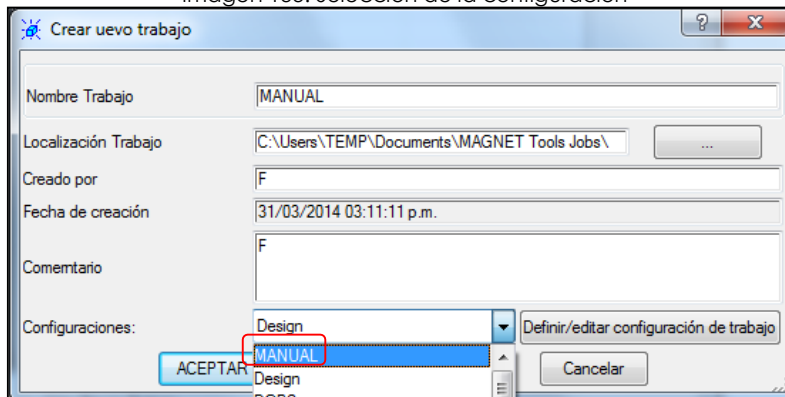 Crear uevo trabajo
Nombre Trabajo MANUAL
Localización Trabajo C:\Users\TEMP\Documents\MAGNET Tools Jobs\ ...
Creado por F
Fecha de creación 31/03/2014 03:11:11 p.m.
Comemtario F
Configuraciones: Design Definir/editar configuración de trabajo
MANUAL
ACEPTAR Design Cancelar